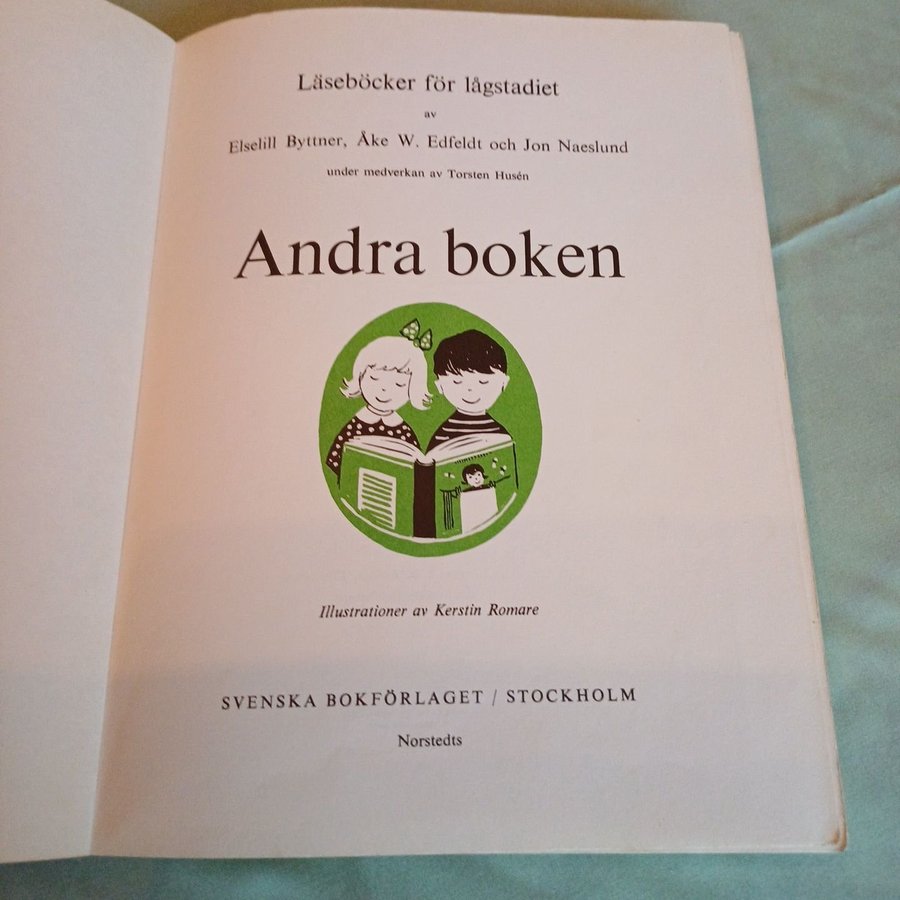 Läseböcker för lågstadiet
av
Elselill Byttner, Åke W. Edfeldt och Jon Naeslund
under medverkan av Torsten Husén
Andra boken
Illustrationer av Kerstin Romare
SVENSKA BOKFÖRLAGET / STOCKHOLM
Norstedts